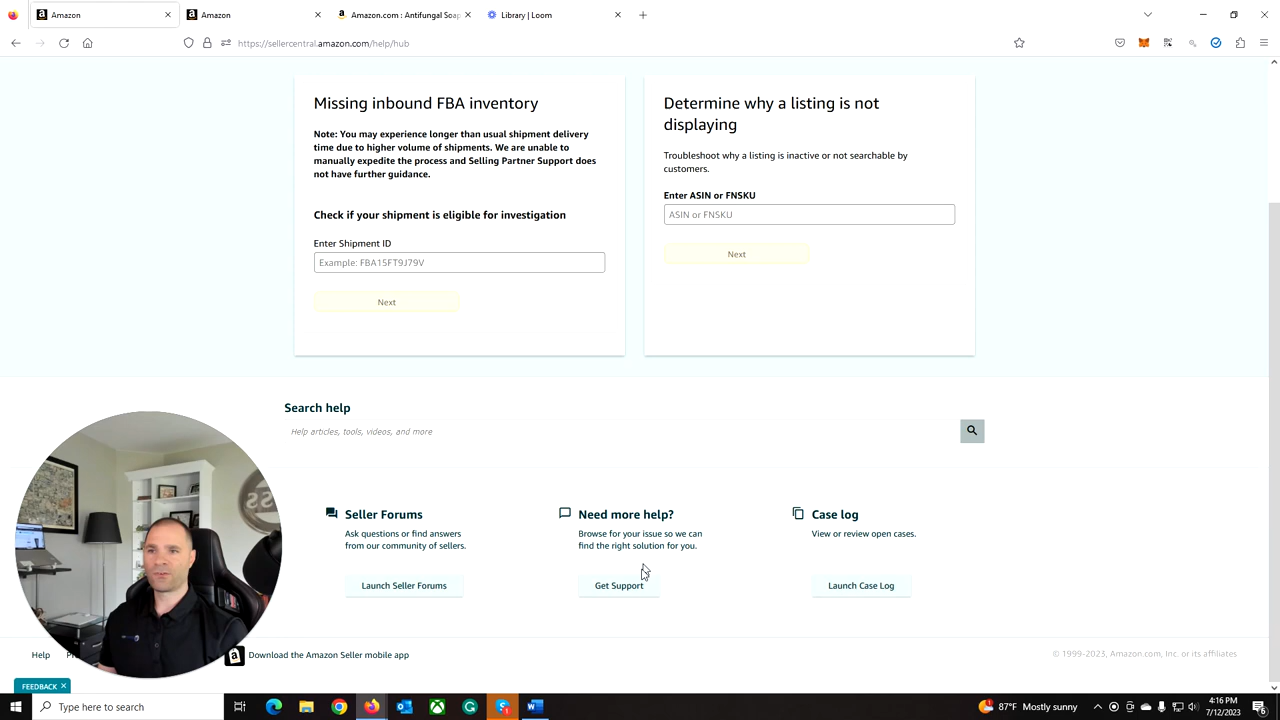 Amazon
Amazon
Amazon.com : Antifungal Soap
Library | Loom
https://sellercentral.amazon.com/help/hub
Missing inbound FBA inventory
Note: You may experience longer than usual shipment delivery
time due to higher volume of shipments. We are unable to
manually expedite the process and Selling Partner Support does
not have further guidance.
Check if your shipment is eligible for investigation
Enter Shipment ID
Example: FBA15FT9J79V
Next
Determine why a listing is not
displaying
Troubleshoot why a listing is inactive or not searchable by
customers.
Enter ASIN or FNSKU
ASIN or FNSKU
Next
Search help
Help articles, tools, videos, and more
Seller Forums
Ask questions or find answers
from our community of sellers.
Launch Seller Forums
Need more help?
Browse for your issue so we can
find the right solution for you.
Get Support
Case log
View or review open cases.
Launch Case Log
Help
Download the Amazon Seller mobile app
© 1999-2023, Amazon.com, Inc. or its affiliates
FEEDBACK
Type here to search
87°F Mostly sunny
4:16 PM
7/12/2023